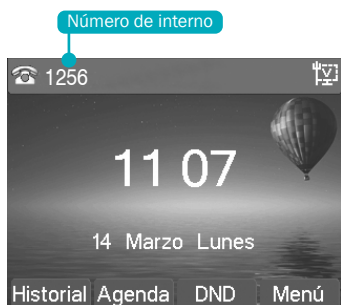 Número de interno
1256
11 07
14 Marzo Lunes
Historial Agenda DND Menú